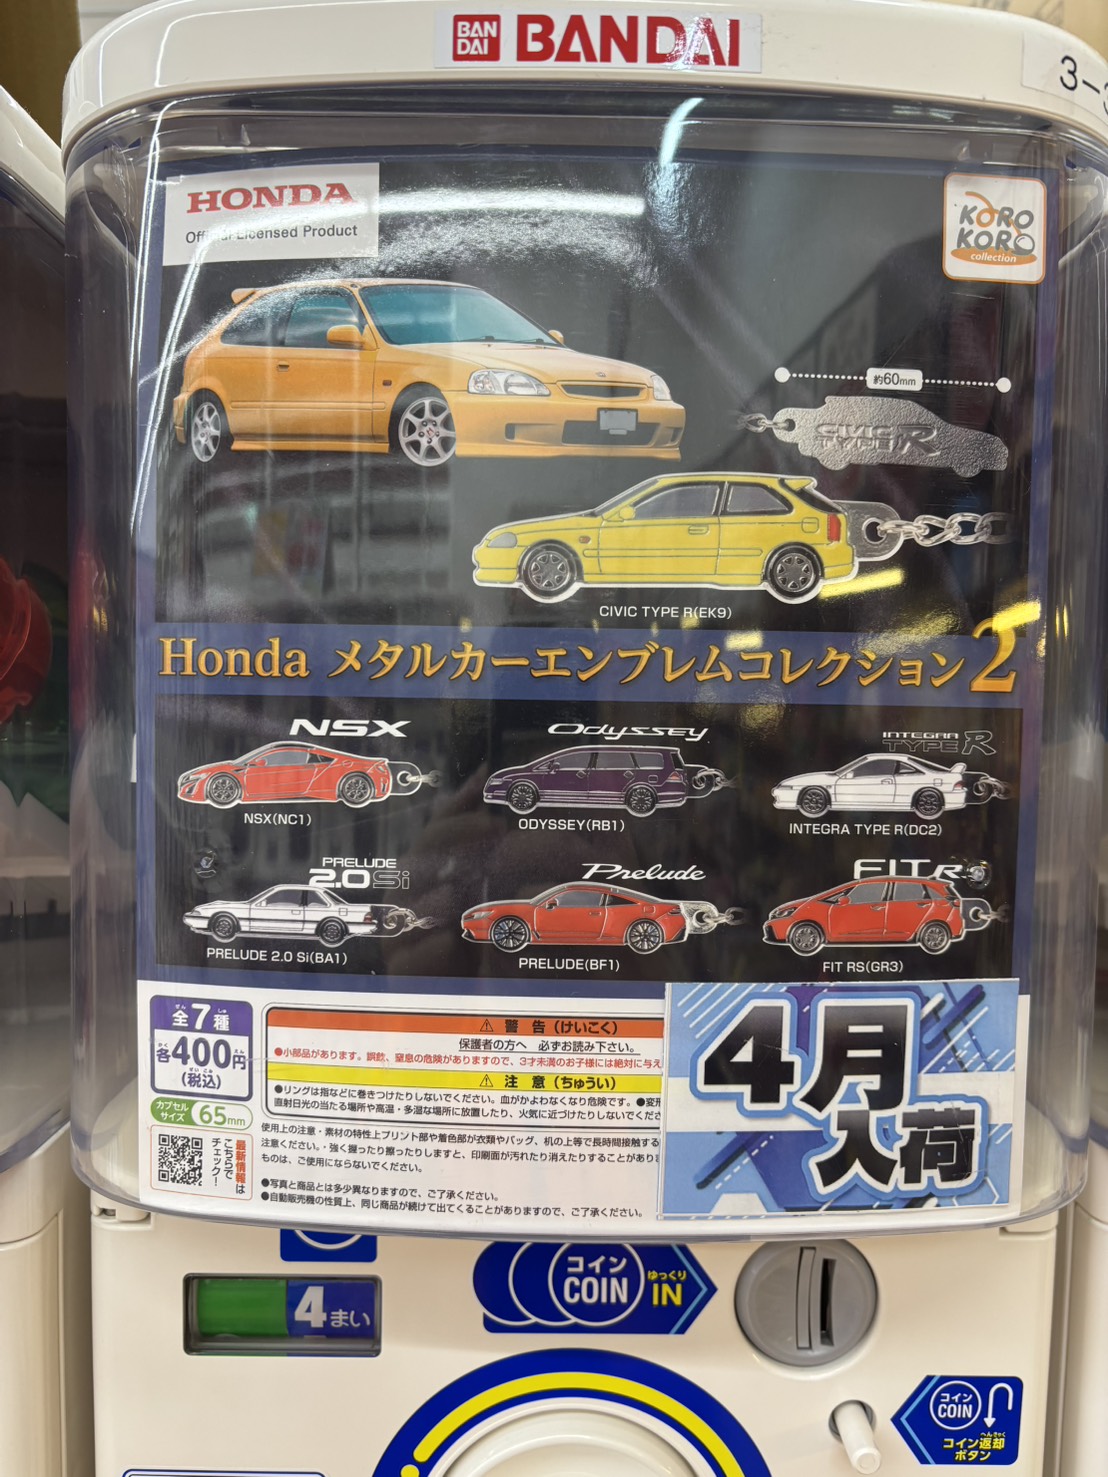 BAN DAI BANDAI
3-3
HONDA
Official Licensed Product
KORO KORO collection
約60mm
CIVIC TYPE R
CIVIC TYPE R(EK9)
Honda メタルカーエンブレムコレクション2
NSX
NSX(NC1)
Odyssey
ODYSSEY(RB1)
INTEGRA TYPE R
INTEGRA TYPE R(DC2)
PRELUDE 2.0Si
PRELUDE 2.0 Si(BA1)
Prelude
PRELUDE(BF1)
FIT RS
FIT RS(GR3)
全7種
各400円
(税込)
カプセルサイズ 65mm
最新情報はこちらでチェック!
⚠ 警告(けいこく)
保護者の方へ 必ずお読み下さい。
●小部品があります。誤飲、窒息の危険がありますので、3才未満のお子様には絶対に与え
⚠ 注意(ちゅうい)
●リングは指などに巻きつけたりしないでください。血がかよわなくなり危険です。●変形
直射日光の当たる場所や高温・多湿な場所に放置したり、火気に近づけたりしないでくださ
使用上の注意・素材の特性上プリント部や着色部が衣類やバッグ、机の上等で長時間接触する
注意ください。・強く握ったり擦ったりしますと、印刷面が汚れたり消えたりすることがあり
ものは、ご使用にならないでください。
●写真と商品とは多少異なりますので、ご了承ください。
●自動販売機の性質上、同じ商品が続けて出てくることがありますので、ご了承ください。
4月
入荷
4まい
コイン COIN ゆっくり IN
コイン COIN
コイン返却ボタン